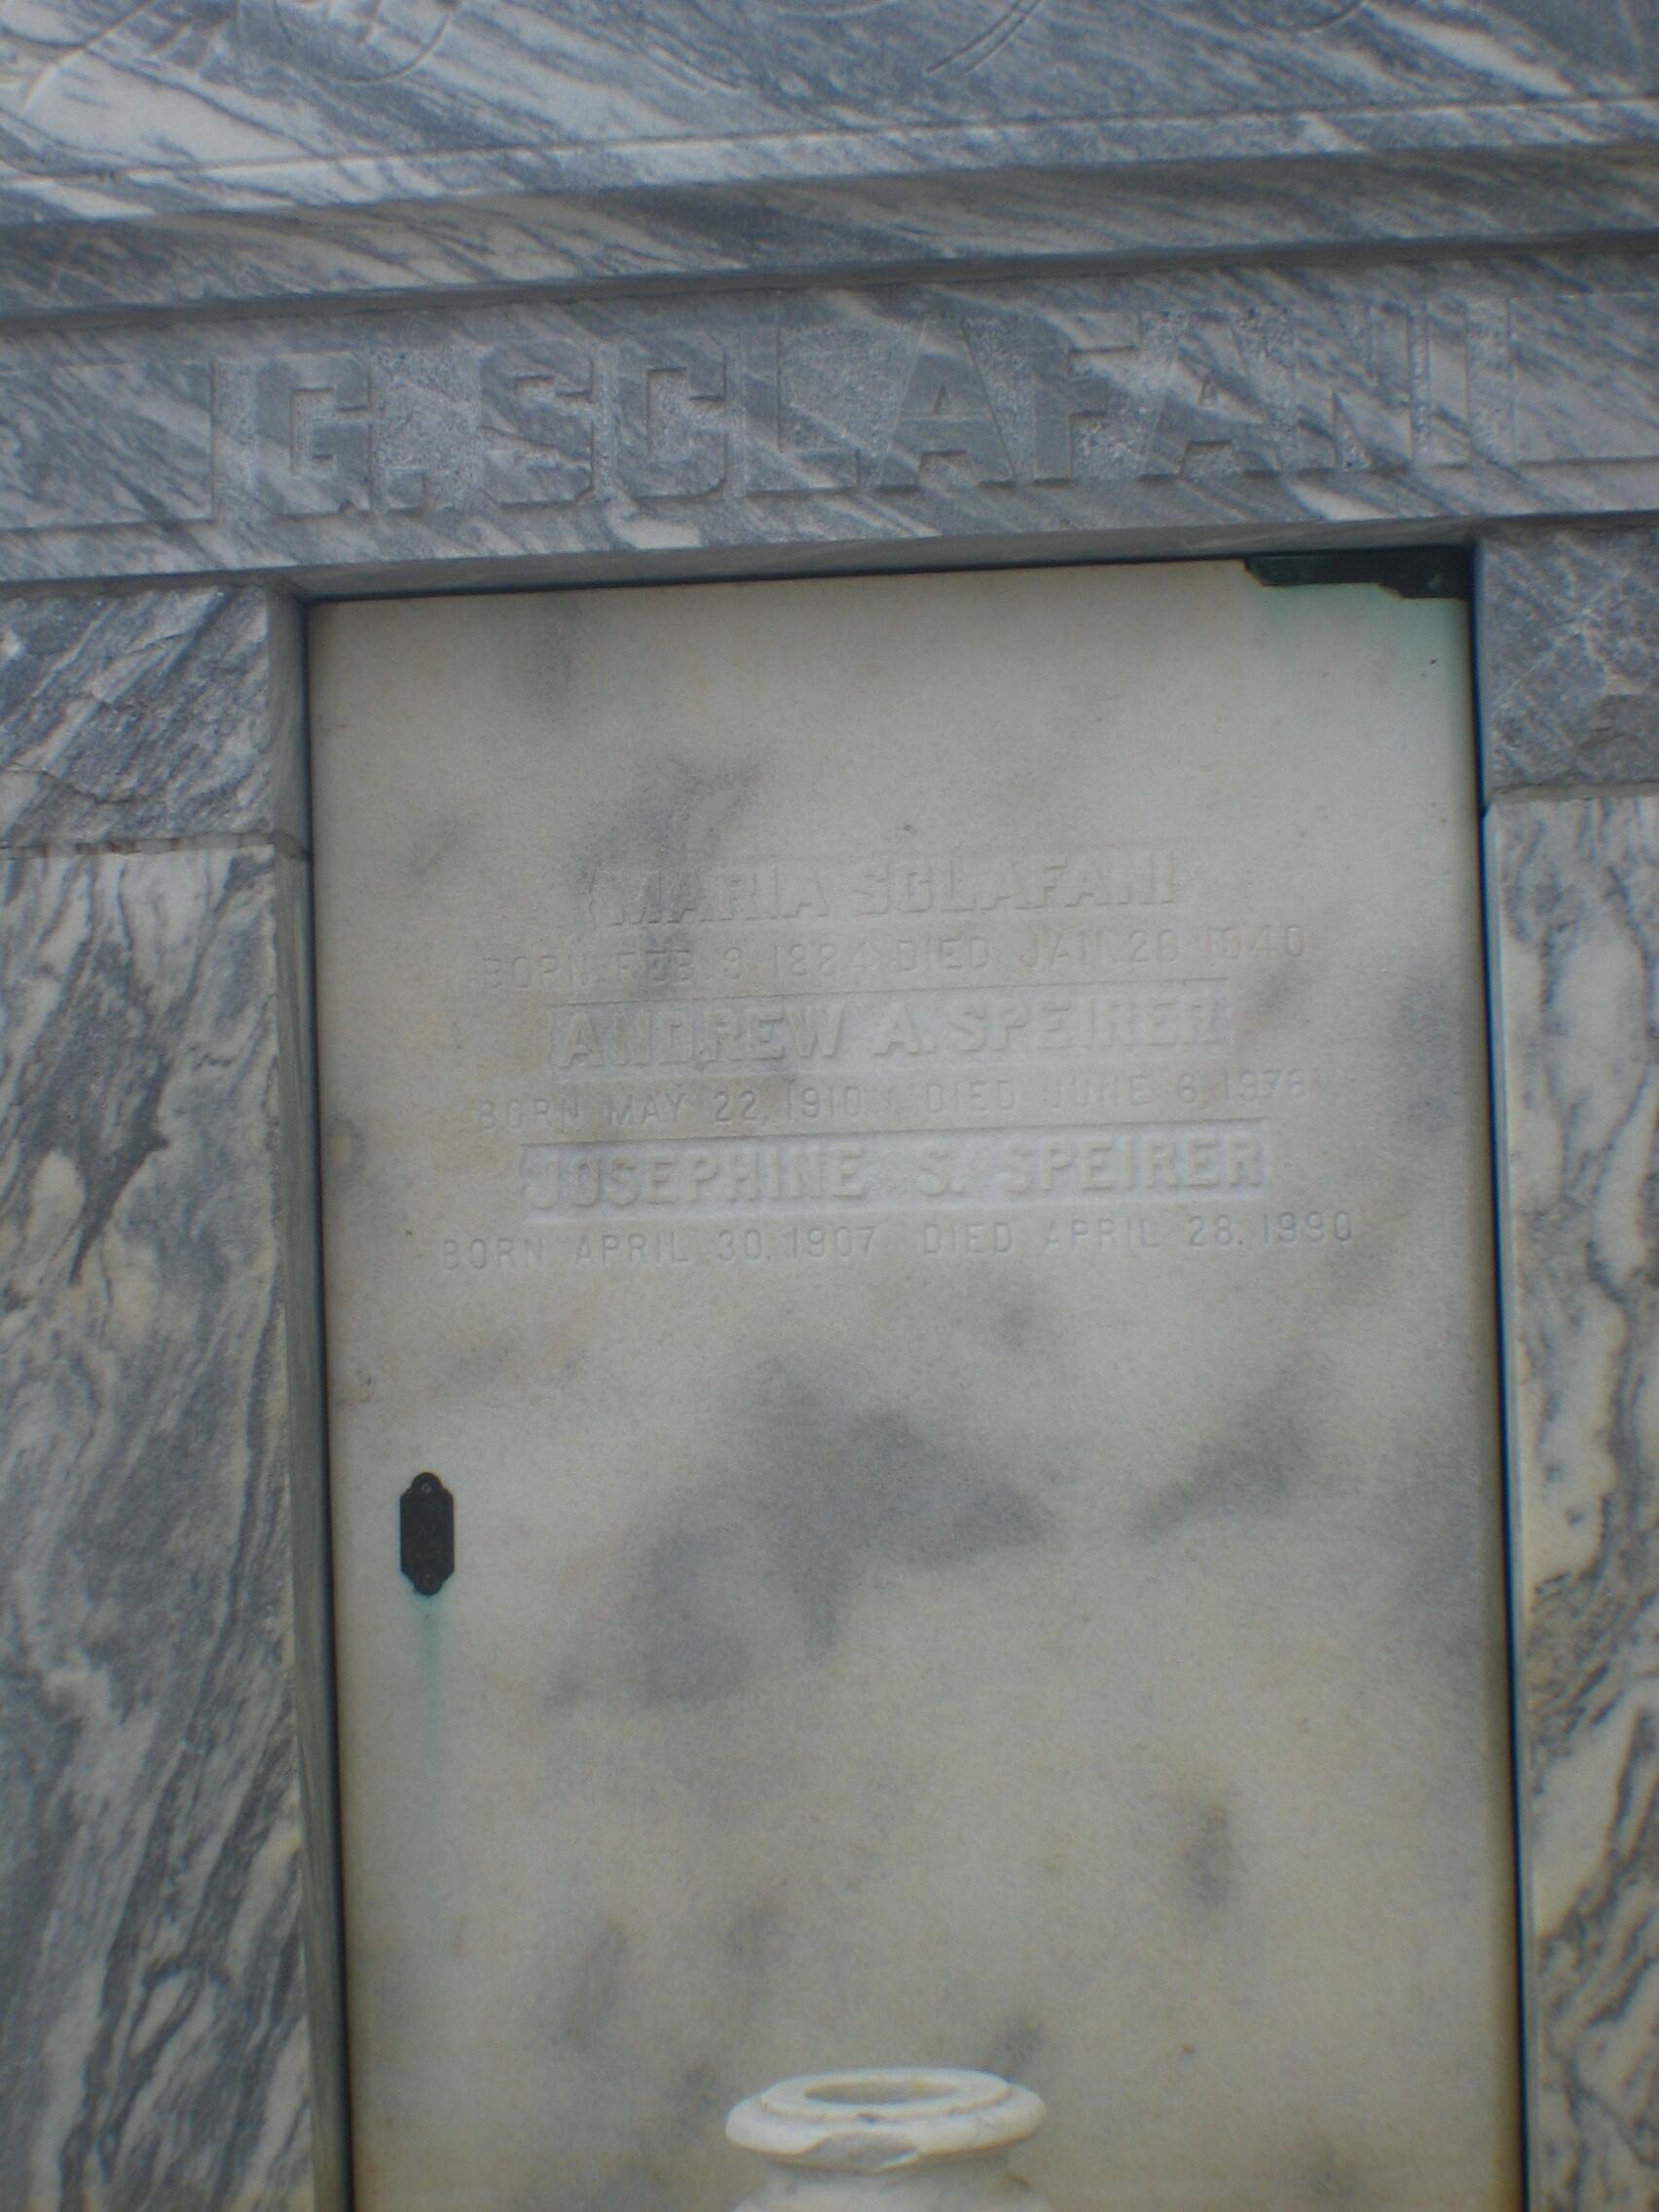 G. SCLAFANI
MARIA SCLAFANI
BORN FEB. 3 1884 DIED JAN. 20 1940
ANDREW A. SPEIRER
BORN MAY 22, 1910 DIED JUNE 6, 1978
JOSEPHINE S. SPEIRER
BORN APRIL 30, 1907 DIED APRIL 28, 1990